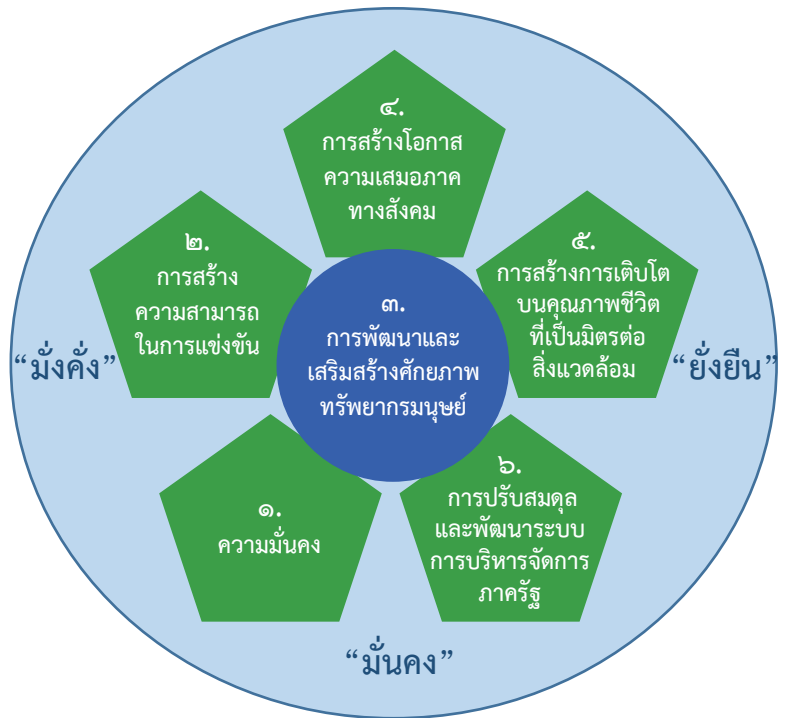 ๔.
การสร้างโอกาส
ความเสมอภาค
ทางสังคม
๒.
การสร้าง
ความสามารถ
ในการแข่งขัน
๕.
การสร้างการเติบโต
บนคุณภาพชีวิต
ที่เป็นมิตรต่อ
สิ่งแวดล้อม
๓.
การพัฒนาและ
เสริมสร้างศักยภาพ
ทรัพยากรมนุษย์
“มั่งคั่ง”
“ยั่งยืน”
๑.
ความมั่นคง
๖.
การปรับสมดุล
และพัฒนาระบบ
การบริหารจัดการ
ภาครัฐ
“มั่นคง”